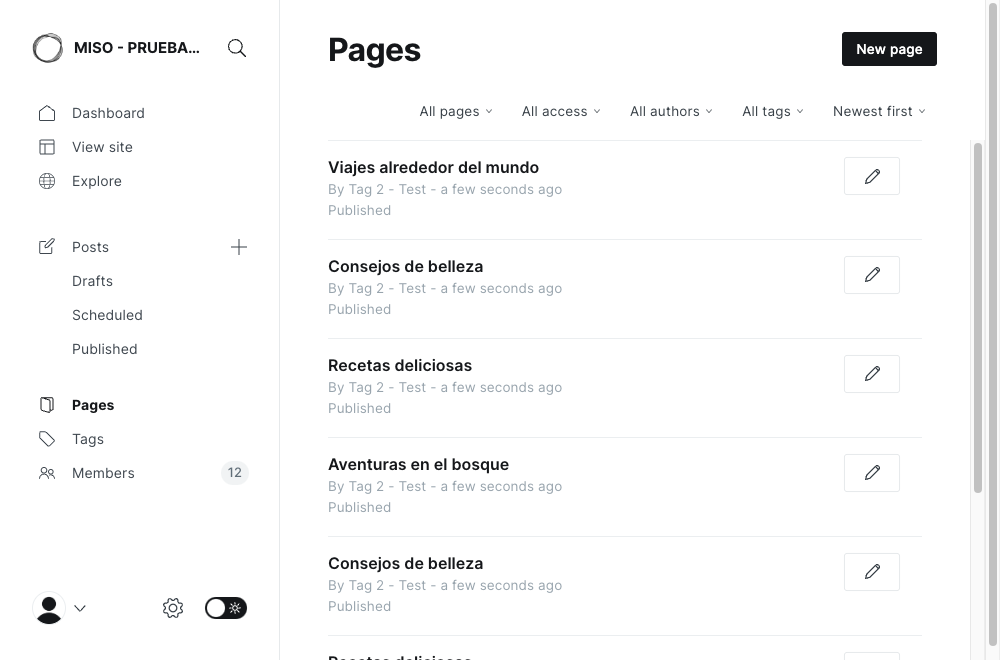 MISO - PRUEBA...
Dashboard
View site
Explore
Posts
Drafts
Scheduled
Published
Pages
Tags
Members
12
Pages
New page
All pages
All access
All authors
All tags
Newest first
Viajes alrededor del mundo
By Tag 2 - Test - a few seconds ago
Published
Consejos de belleza
By Tag 2 - Test - a few seconds ago
Published
Recetas deliciosas
By Tag 2 - Test - a few seconds ago
Published
Aventuras en el bosque
By Tag 2 - Test - a few seconds ago
Published
Consejos de belleza
By Tag 2 - Test - a few seconds ago
Published
Recetas deliciosas